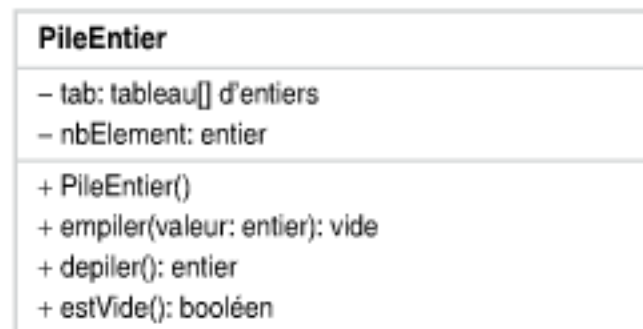 PileEntier
– tab: tableau[] d'entiers
– nbElement: entier
+ PileEntier()
+ empiler(valeur: entier): vide
+ depiler(): entier
+ estVide(): booléen